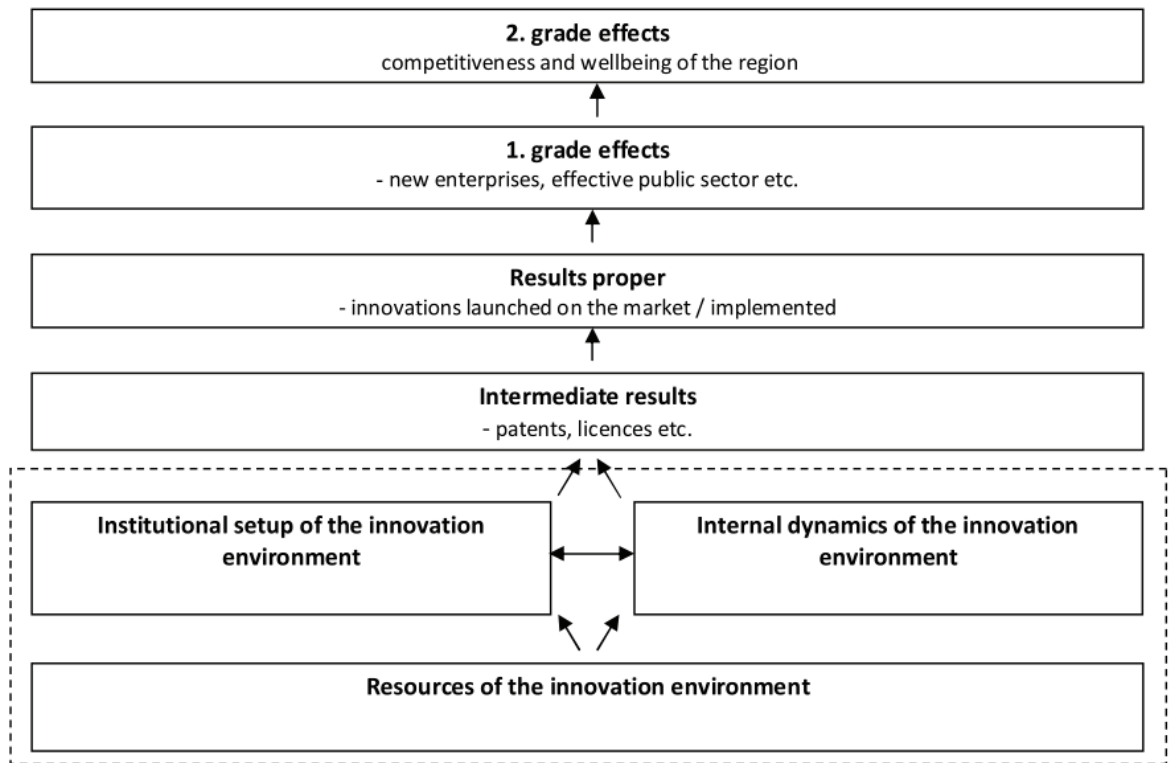 2. grade effects
competitiveness and wellbeing of the region
1. grade effects
- new enterprises, effective public sector etc.
Results proper
- innovations launched on the market / implemented
Intermediate results
- patents, licences etc.
Institutional setup of the innovation
environment
Internal dynamics of the innovation
environment
Resources of the innovation environment